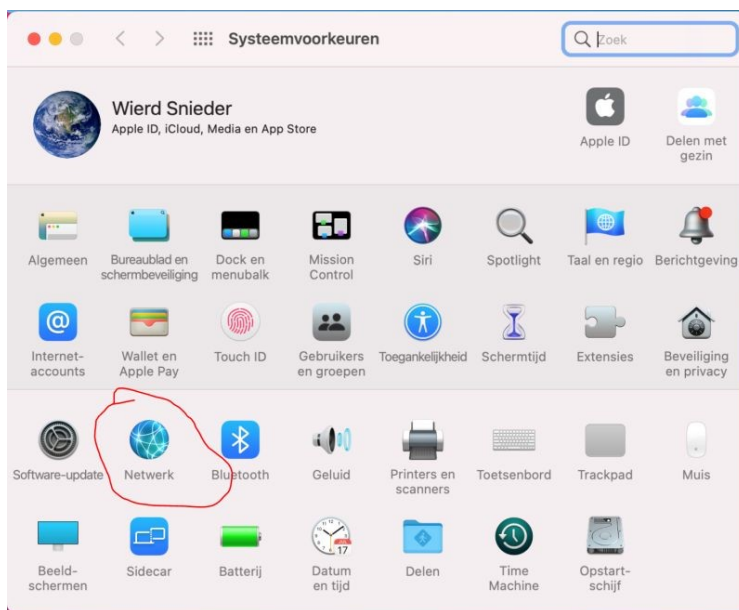 Systeemvoorkeuren
Zoek
Wierd Snieder
Apple ID, iCloud, Media en App Store
Apple ID
Delen met
gezin
Algemeen
Bureaublad en
schermbeveiliging
Dock en
menubalk
Mission
Control
Siri
Spotlight
Taal en regio
Berichtgeving
Internet-
accounts
Wallet en
Apple Pay
Touch ID
Gebruikers
en groepen
Toegankelijkheid
Schermtijd
Extensies
Beveiliging
en privacy
Software-update
Netwerk
Bluetooth
Geluid
Printers en
scanners
Toetsenbord
Trackpad
Muis
Beeld-
schermen
Sidecar
Batterij
17
Datum
en tijd
Delen
Time
Machine
Opstart-
schijf